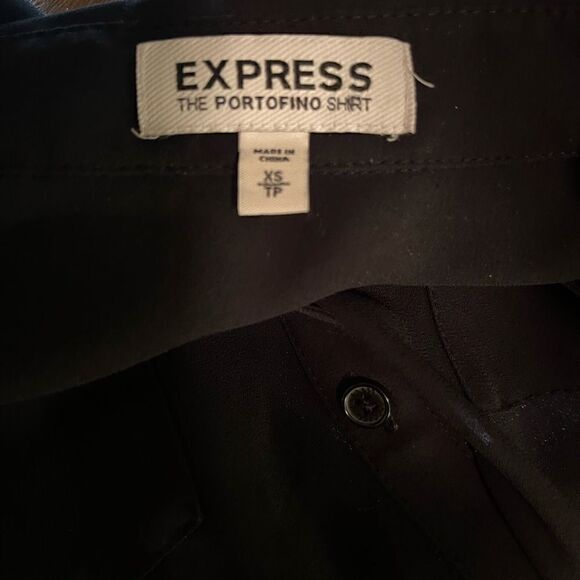 EXPRESS
THE PORTOFINO SHIRT
MADE IN
CHINA
XS
TP